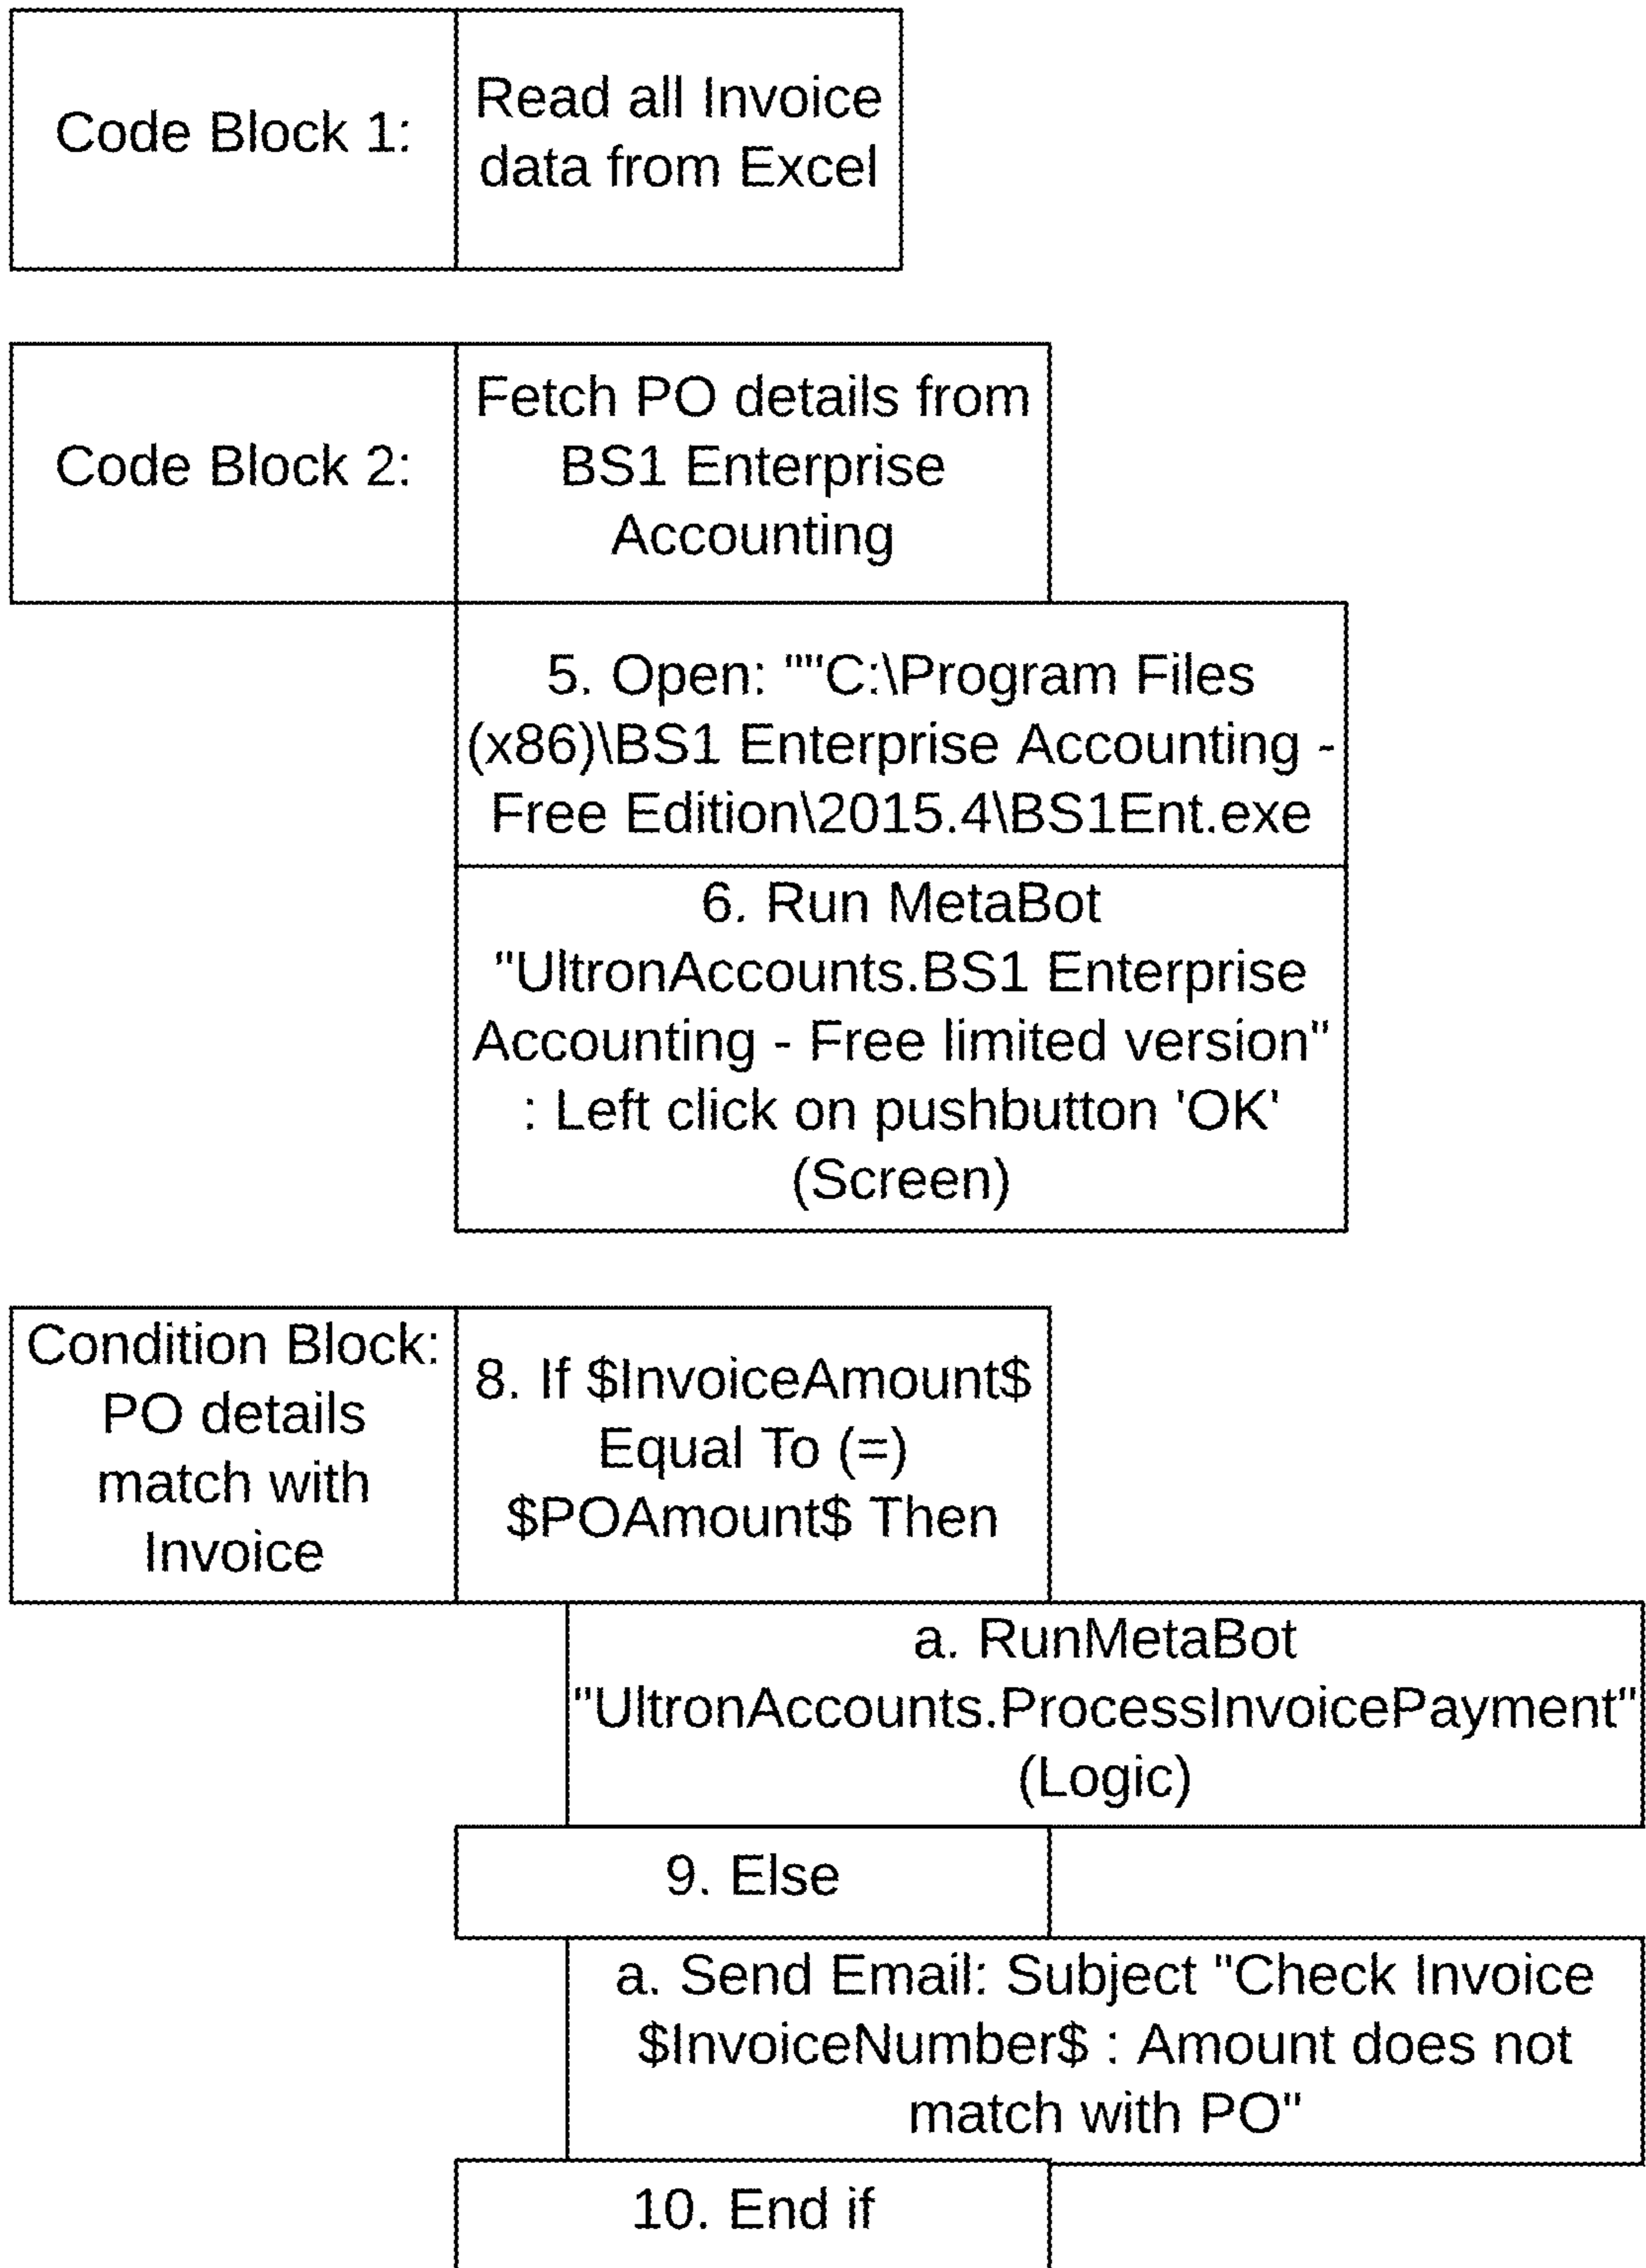 Code Block 1:
Read all Invoice
data from Excel
Code Block 2:
Fetch PO details from
BS1 Enterprise
Accounting
5. Open: ""C:\Program Files
(x86)\BS1 Enterprise Accounting -
Free Edition\2015.4\BS1Ent.exe
6. Run MetaBot
"UltronAccounts.BS1 Enterprise
Accounting - Free limited version"
: Left click on pushbutton 'OK'
(Screen)
Condition Block:
PO details
match with
Invoice
8. If $InvoiceAmount$
Equal To (=)
$POAmount$ Then
a. RunMetaBot
"UltronAccounts.ProcessInvoicePayment"
(Logic)
9. Else
a. Send Email: Subject "Check Invoice
$InvoiceNumber$ : Amount does not
match with PO"
10. End if